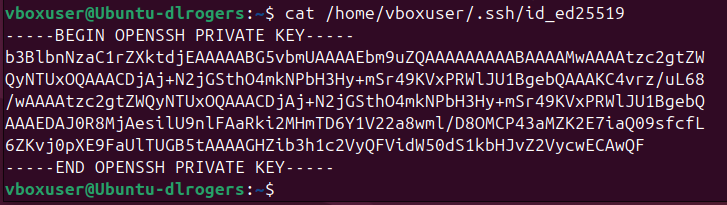 vboxuser@Ubuntu-dlrogers:~$ cat /home/vboxuser/.ssh/id_ed25519
-----BEGIN OPENSSH PRIVATE KEY-----
b3BlbnNzaC1rZXktdjEAAAAABG5vbmUAAAAEbm9uZQAAAAAAAAABAAAAMwAAAAtzc2gtZW
QyNTUxOQAAACDjAj+N2jGSthO4mkNPbH3Hy+mSr49KVxPRWlJU1BgebQAAAKC4vrz/uL68
/wAAAAtzc2gtZWQyNTUxOQAAACDjAj+N2jGSthO4mkNPbH3Hy+mSr49KVxPRWlJU1BgebQ
AAAEDAJ0R8MjAesilU9nlFAaRki2MHmTD6Y1V22a8wml/D8OMCP43aMZK2E7iaQ09sfcfL
6ZKvj0pXE9FaUlTUGB5tAAAAGHZib3h1c2VyQFVidW50dS1kbHJvZ2VycwECAwQF
-----END OPENSSH PRIVATE KEY-----
vboxuser@Ubuntu-dlrogers:~$